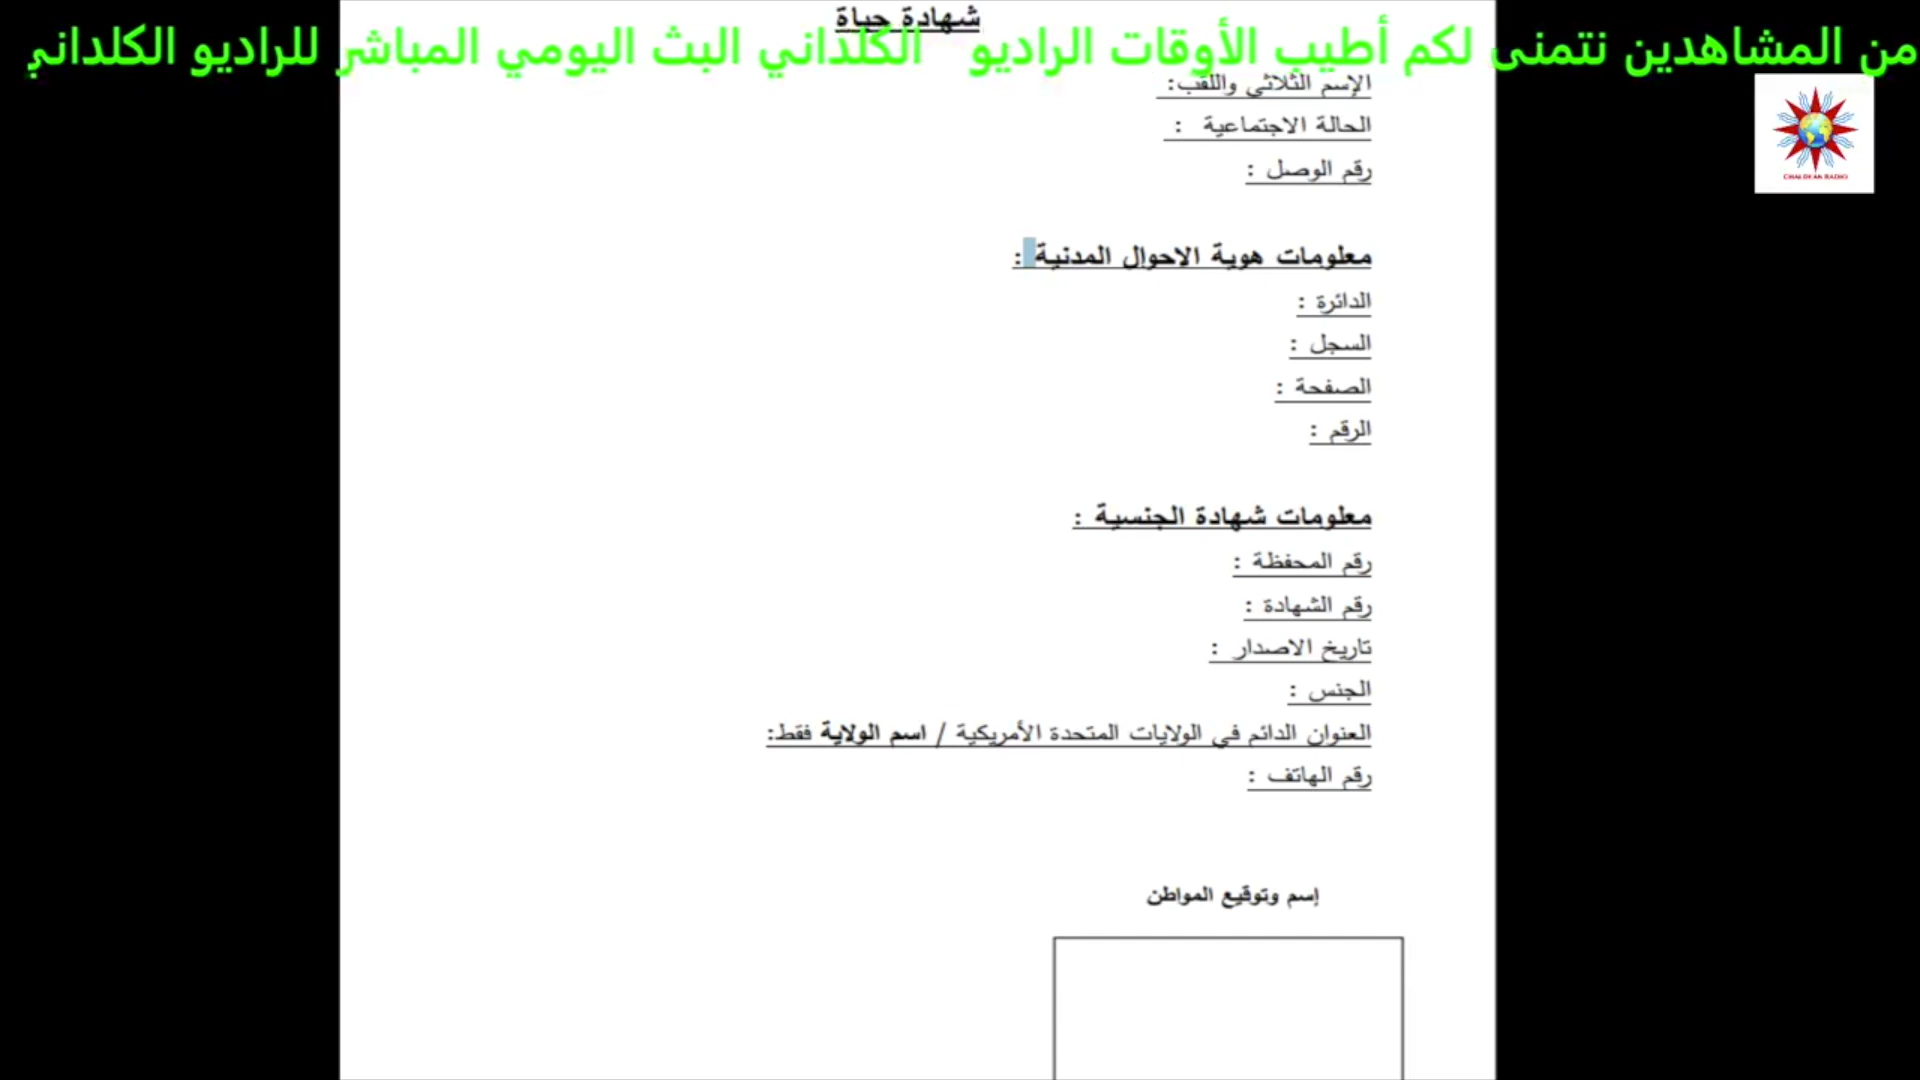 شهادة حياة
من المشاهدين نتمنى لكم أطيب الأوقات الراديو الكلداني البث اليومي المباشر للراديو الكلداني
الإسم الثلاثي واللقب:
الحالة الاجتماعية :
رقم الوصل :
CHALDEAN RADIO
معلومات هوية الاحوال المدنية :
الدائرة :
السجل :
الصفحة :
الرقم :
معلومات شهادة الجنسية :
رقم المحفظة :
رقم الشهادة :
تاريخ الاصدار :
الجنس :
العنوان الدائم في الولايات المتحدة الأمريكية / اسم الولاية فقط:
رقم الهاتف :
إسم وتوقيع المواطن